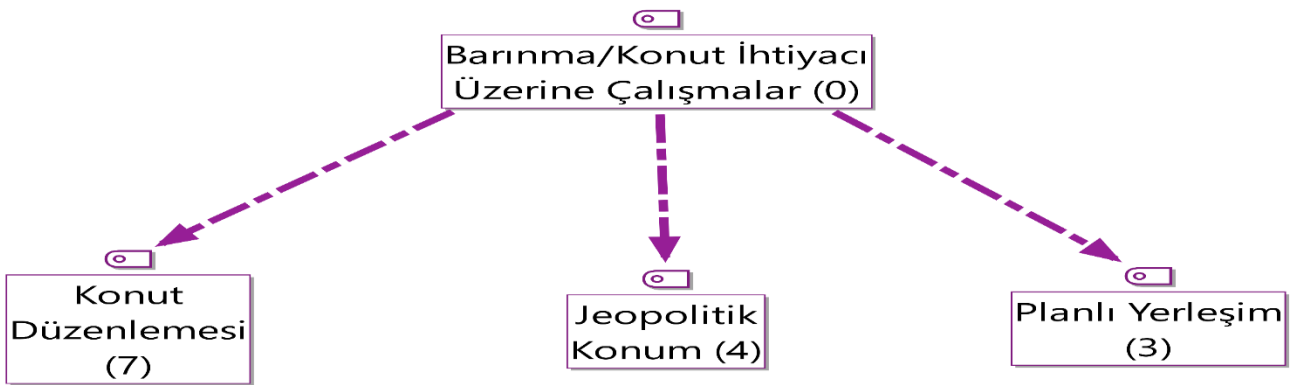 Barınma/Konut İhtiyacı
Üzerine Çalışmalar (0)
Konut
Düzenlemesi
(7)
Jeopolitik
Konum (4)
Planlı Yerleşim
(3)